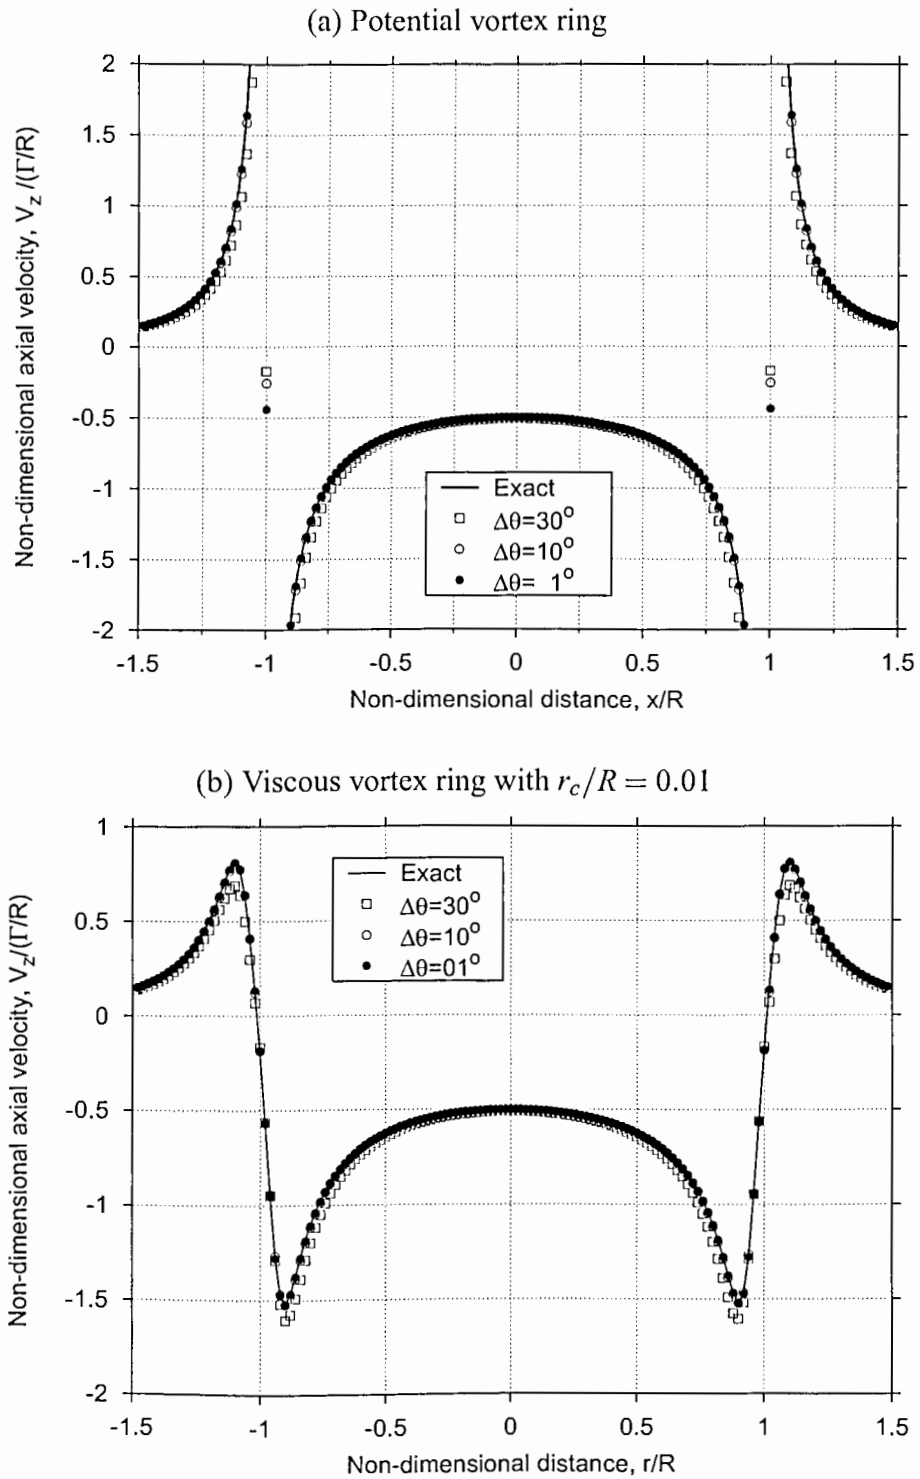 (a) Potential vortex ring
2
1.5
1
0.5
0
-0.5
-1
-1.5
-2
Non-dimensional axial velocity, V_z/(Γ/R)
Exact
Δθ=30°
Δθ=10°
Δθ= 1°
-1.5 -1 -0.5 0 0.5 1 1.5
Non-dimensional distance, x/R
(b) Viscous vortex ring with r_c/R = 0.01
1
0.5
0
-0.5
-1
-1.5
-2
Non-dimensional axial velocity, V_z/(Γ/R)
Exact
Δθ=30°
Δθ=10°
Δθ=01°
-1.5 -1 -0.5 0 0.5 1 1.5
Non-dimensional distance, r/R